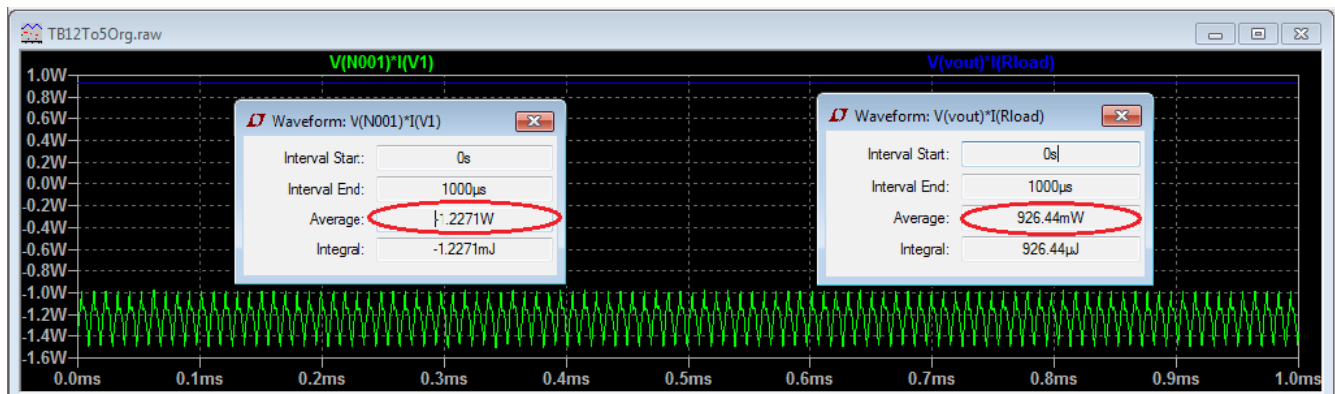 TB12To5Org.raw
V(N001)*I(V1)
V(vout)*I(Rload)
1.0W
0.8W
0.6W
0.4W
0.2W
0.0W
-0.2W
-0.4W
-0.6W
-0.8W
-1.0W
-1.2W
-1.4W
-1.6W
Waveform: V(N001)*I(V1)
Interval Start:
0s
Interval End:
1000µs
Average:
-1.2271W
Integral:
-1.2271mJ
Waveform: V(vout)*I(Rload)
Interval Start:
0s
Interval End:
1000µs
Average:
926.44mW
Integral:
926.44µJ
0.0ms 0.1ms 0.2ms 0.3ms 0.4ms 0.5ms 0.6ms 0.7ms 0.8ms 0.9ms 1.0ms